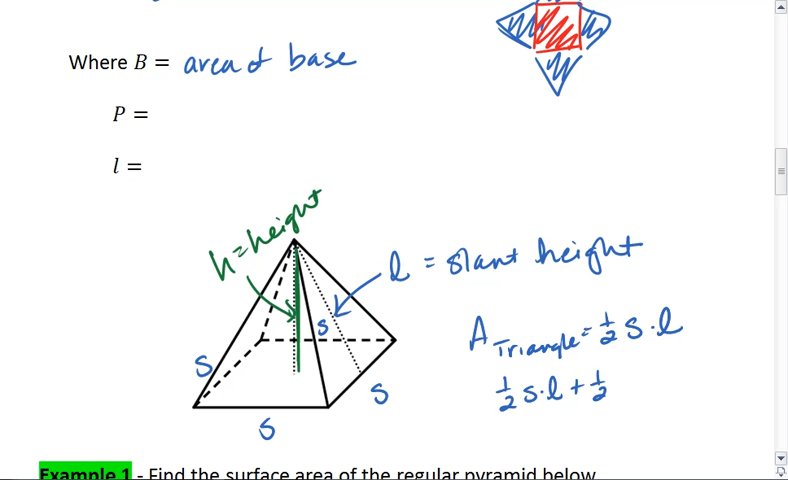 Where B = area of base
P =
l =
h = height
l = slant height
s
s
A Triangle = 1/2 s · l
s
1/2 s · l + 1/2
s
Example 1 - Find the surface area of the regular pyramid below